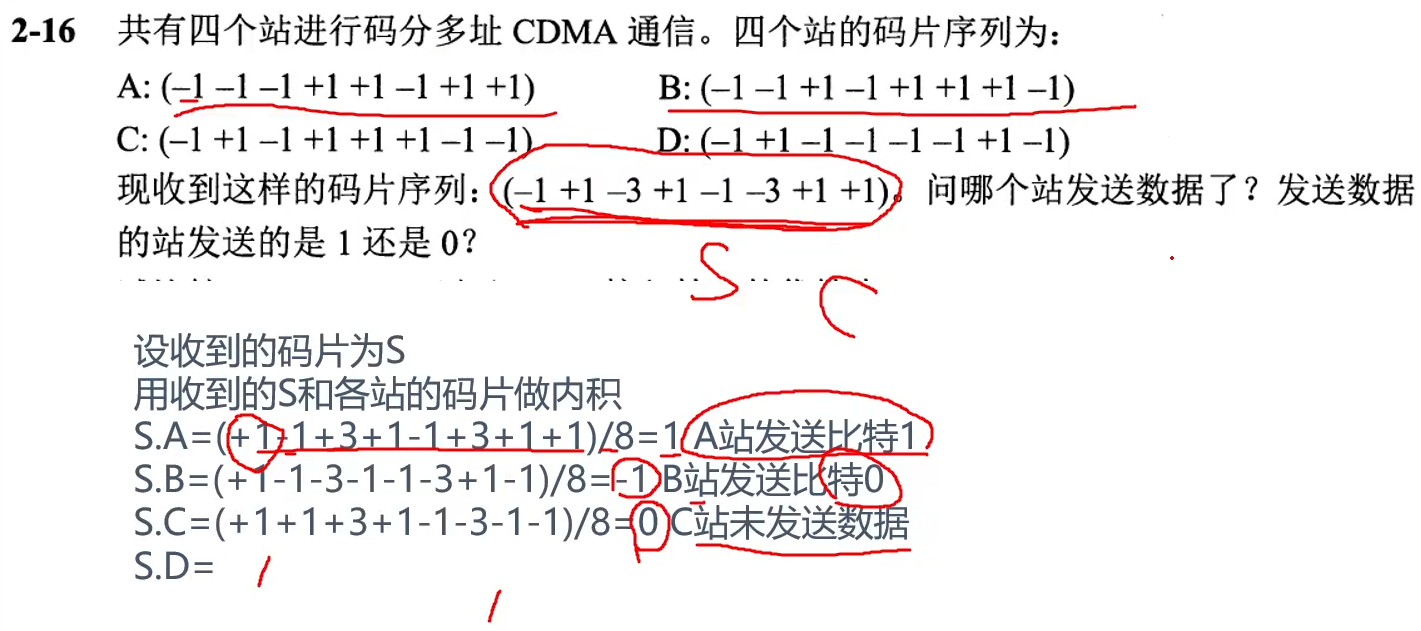 2-16 共有四个站进行码分多址 CDMA 通信。四个站的码片序列为：
A: (–1 –1 –1 +1 +1 –1 +1 +1) B: (–1 –1 +1 –1 +1 +1 +1 –1)
C: (–1 +1 –1 +1 +1 +1 –1 –1) D: (–1 +1 –1 –1 –1 –1 +1 –1)
现收到这样的码片序列：(–1 +1 –3 +1 –1 –3 +1 +1)。问哪个站发送数据了？发送数据
的站发送的是 1 还是 0？
S
设收到的码片为S
用收到的S和各站的码片做内积
S.A=(+1-1+3+1-1+3+1+1)/8=1 A站发送比特1
S.B=(+1-1-3-1-1-3+1-1)/8=-1 B站发送比特0
S.C=(+1+1+3+1-1-3-1-1)/8=0 C站未发送数据
S.D=